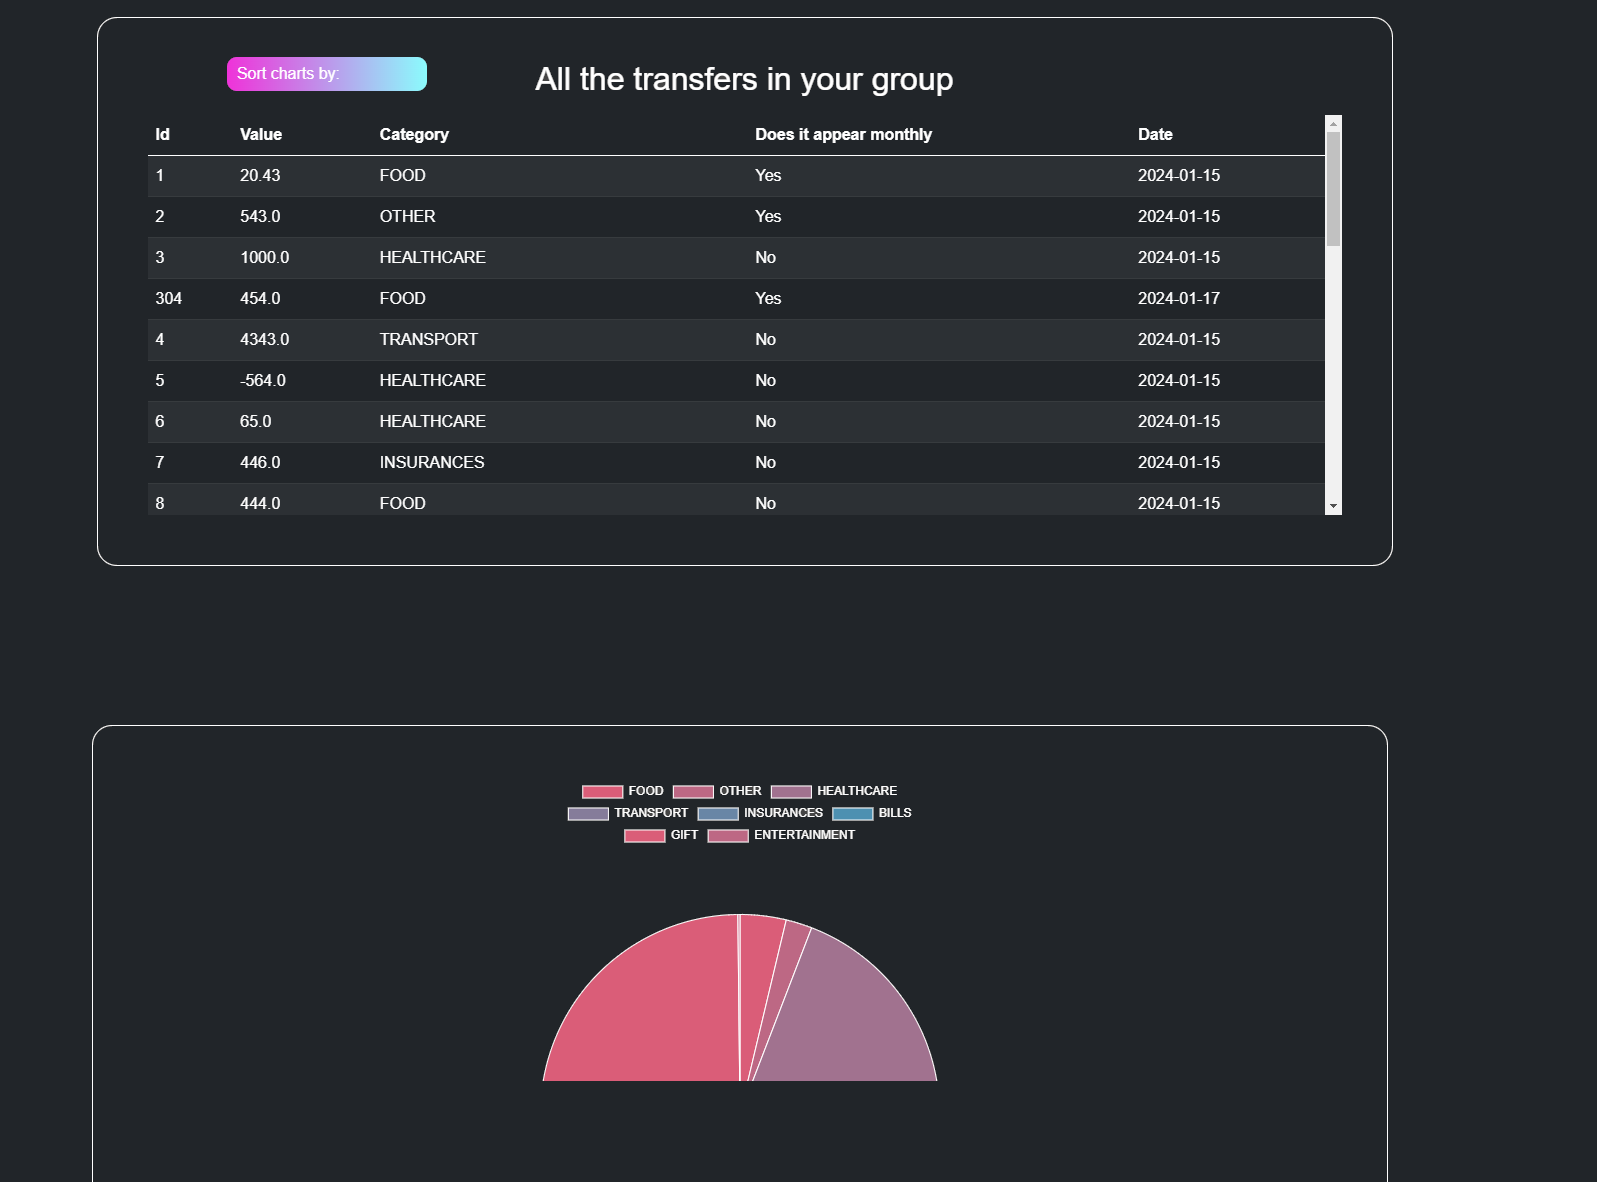 Sort charts by:
All the transfers in your group
Id Value Category Does it appear monthly Date
1 20.43 FOOD Yes 2024-01-15
2 543.0 OTHER Yes 2024-01-15
3 1000.0 HEALTHCARE No 2024-01-15
304 454.0 FOOD Yes 2024-01-17
4 4343.0 TRANSPORT No 2024-01-15
5 -564.0 HEALTHCARE No 2024-01-15
6 65.0 HEALTHCARE No 2024-01-15
7 446.0 INSURANCES No 2024-01-15
8 444.0 FOOD No 2024-01-15
FOOD OTHER HEALTHCARE
TRANSPORT INSURANCES BILLS
GIFT ENTERTAINMENT